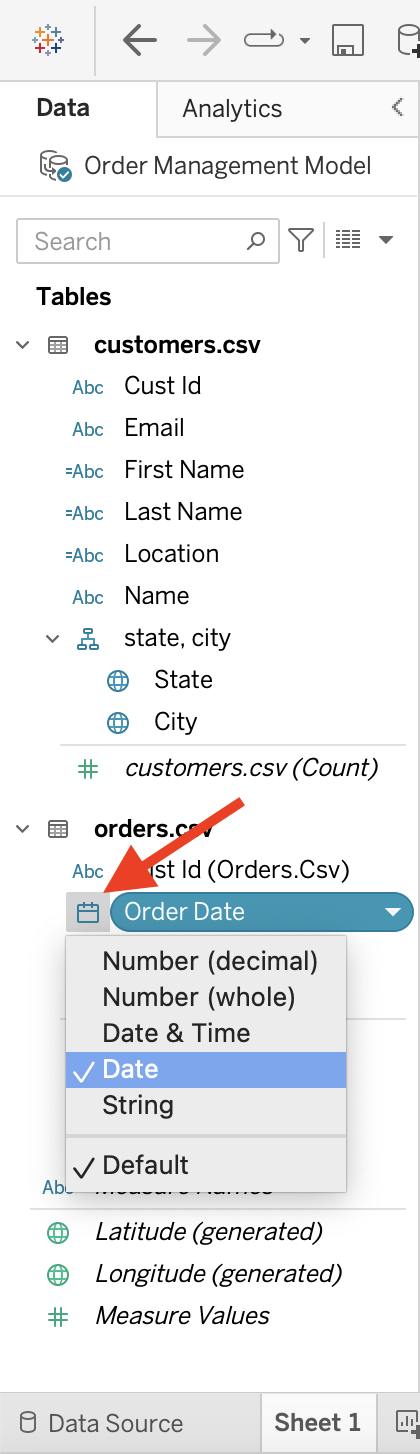 Data
Analytics
Order Management Model
Search
Tables
customers.csv
Abc Cust Id
Abc Email
=Abc First Name
=Abc Last Name
=Abc Location
Abc Name
state, city
State
City
customers.csv (Count)
orders.csv
Abc Cust Id (Orders.Csv)
Order Date
Number (decimal)
Number (whole)
Date & Time
Date
String
Default
Abc Measure Names
Latitude (generated)
Longitude (generated)
Measure Values
Data Source
Sheet 1